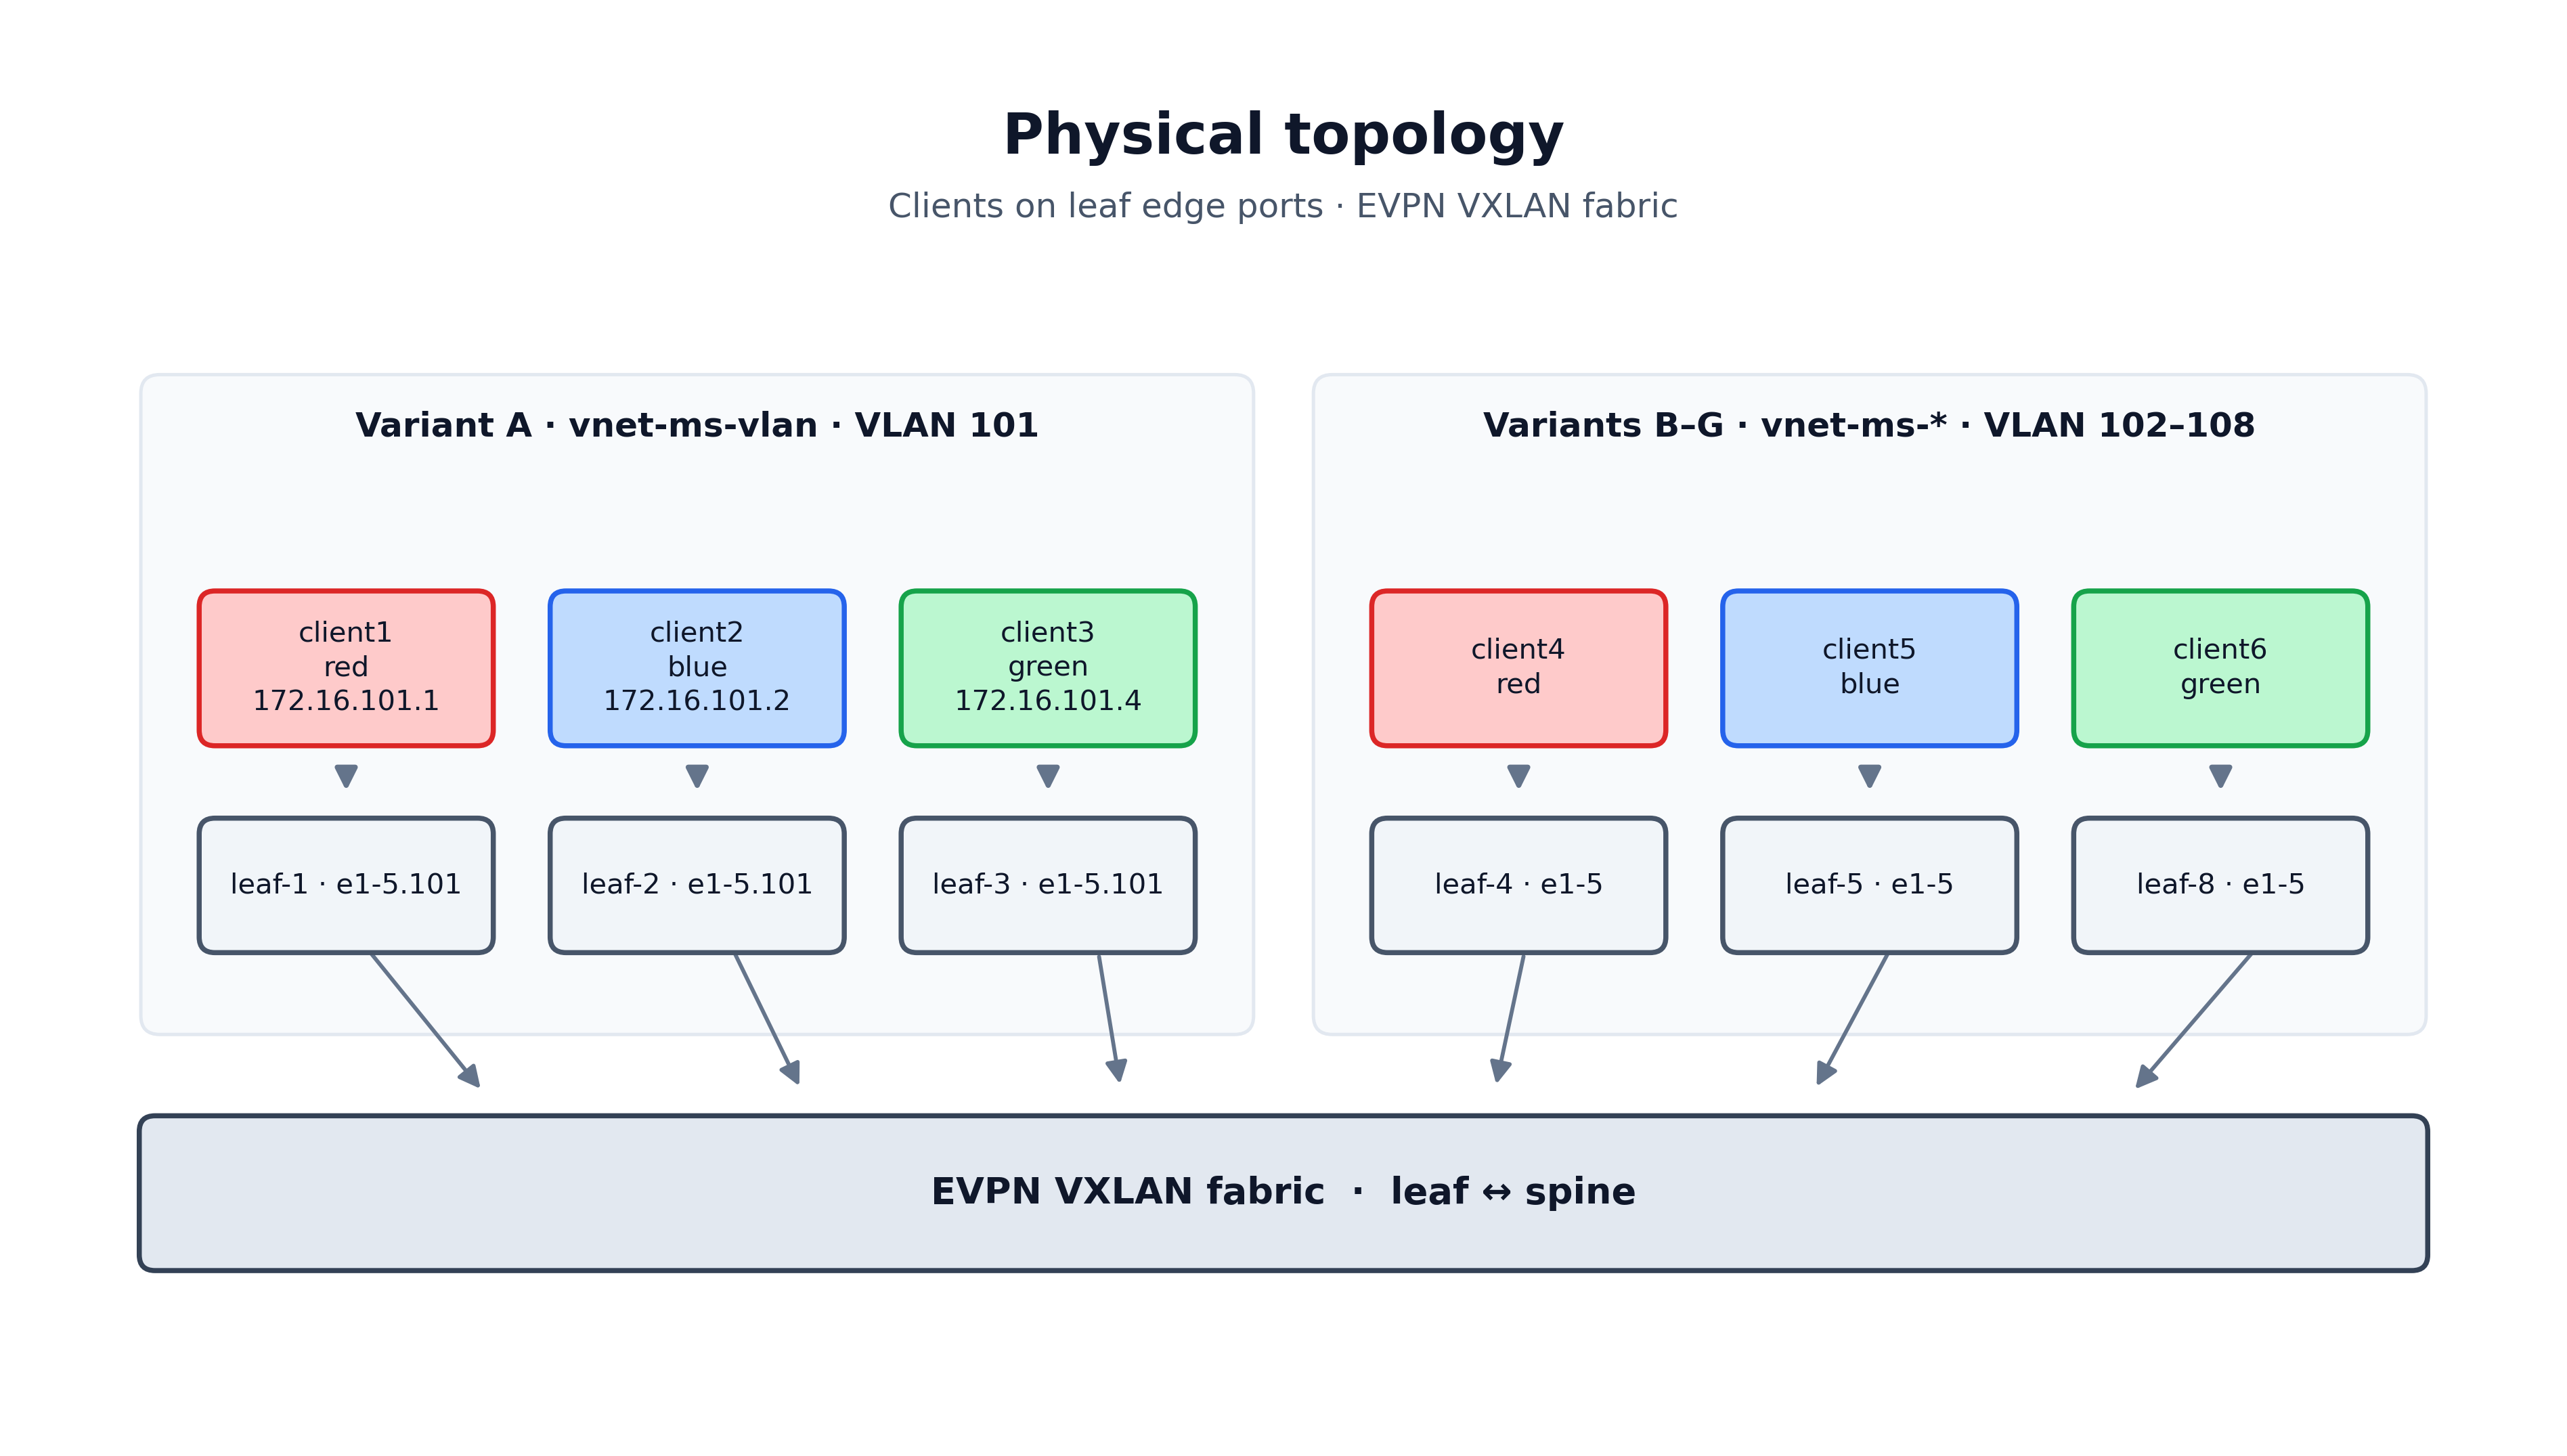 Physical topology
Clients on leaf edge ports · EVPN VXLAN fabric
Variant A · vnet-ms-vlan · VLAN 101
client1
red
172.16.101.1
client2
blue
172.16.101.2
client3
green
172.16.101.4
leaf-1 · e1-5.101
leaf-2 · e1-5.101
leaf-3 · e1-5.101
Variants B–G · vnet-ms-* · VLAN 102–108
client4
red
client5
blue
client6
green
leaf-4 · e1-5
leaf-5 · e1-5
leaf-8 · e1-5
EVPN VXLAN fabric · leaf ↔ spine